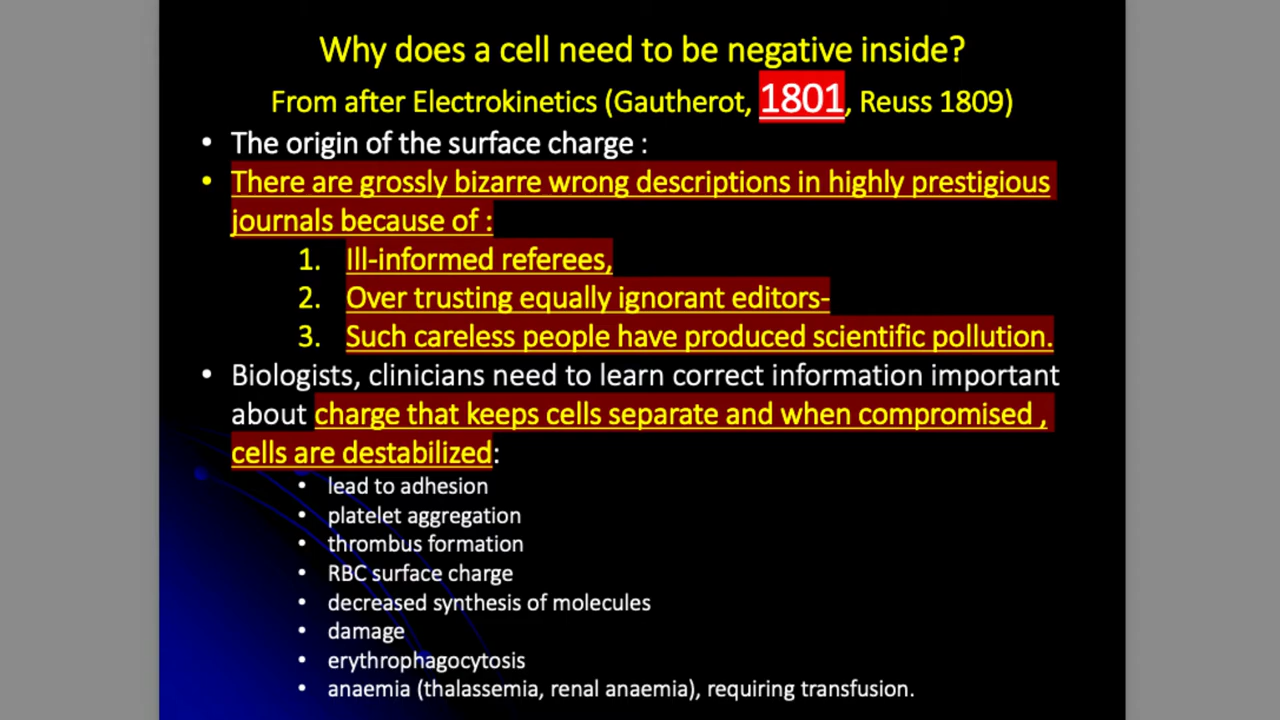 Why does a cell need to be negative inside?
From after Electrokinetics (Gautherot, 1801, Reuss 1809)
• The origin of the surface charge :
• There are grossly bizarre wrong descriptions in highly prestigious
journals because of :
1. Ill-informed referees,
2. Over trusting equally ignorant editors-
3. Such careless people have produced scientific pollution.
• Biologists, clinicians need to learn correct information important
about charge that keeps cells separate and when compromised ,
cells are destabilized:
• lead to adhesion
• platelet aggregation
• thrombus formation
• RBC surface charge
• decreased synthesis of molecules
• damage
• erythrophagocytosis
• anaemia (thalassemia, renal anaemia), requiring transfusion.